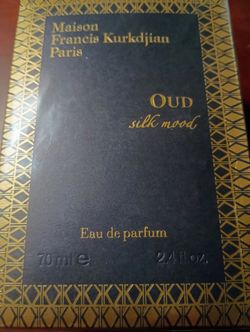 Maison
Francis Kurkdjian
Paris
OUD
silk mood
Eau de parfum
70 ml e 2.4 fl.oz.